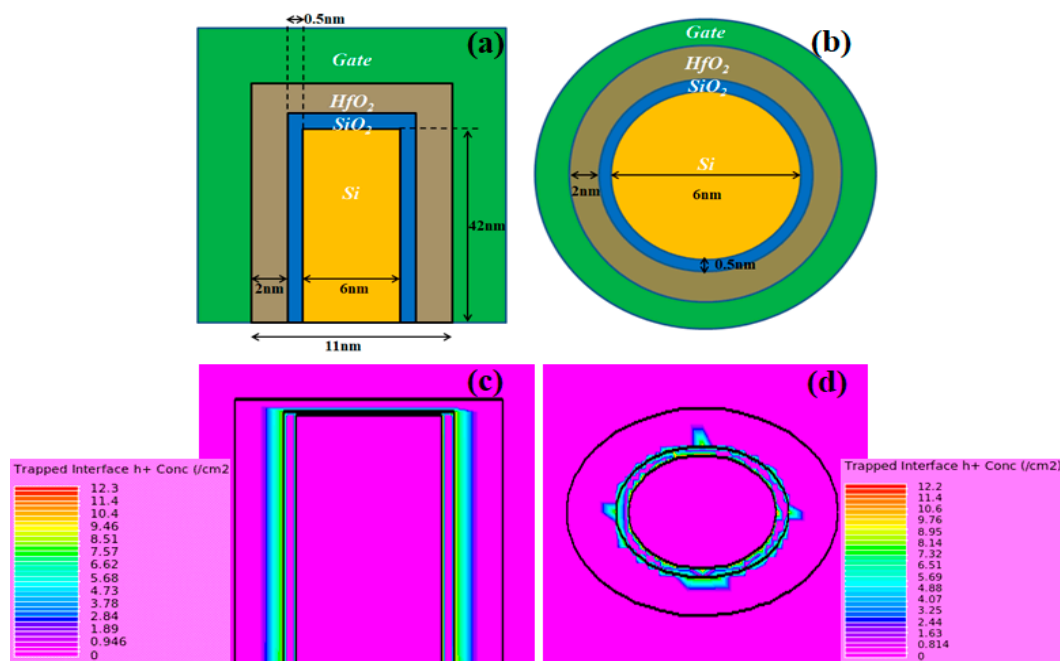 0.5nm
(a)
Gate
HfO2
SiO2
Si
42nm
2nm
6nm
11nm
(b)
Gate
HfO2
SiO2
Si
2nm
6nm
0.5nm
(c)
Trapped Interface h+ Conc (/cm2
12.3
11.4
10.4
9.46
8.51
7.57
6.62
5.68
4.73
3.78
2.84
1.89
0.946
0
(d)
Trapped Interface h+ Conc (/cm2)
12.2
11.4
10.6
9.76
8.95
8.14
7.32
6.51
5.69
4.88
4.07
3.25
2.44
1.63
0.814
0